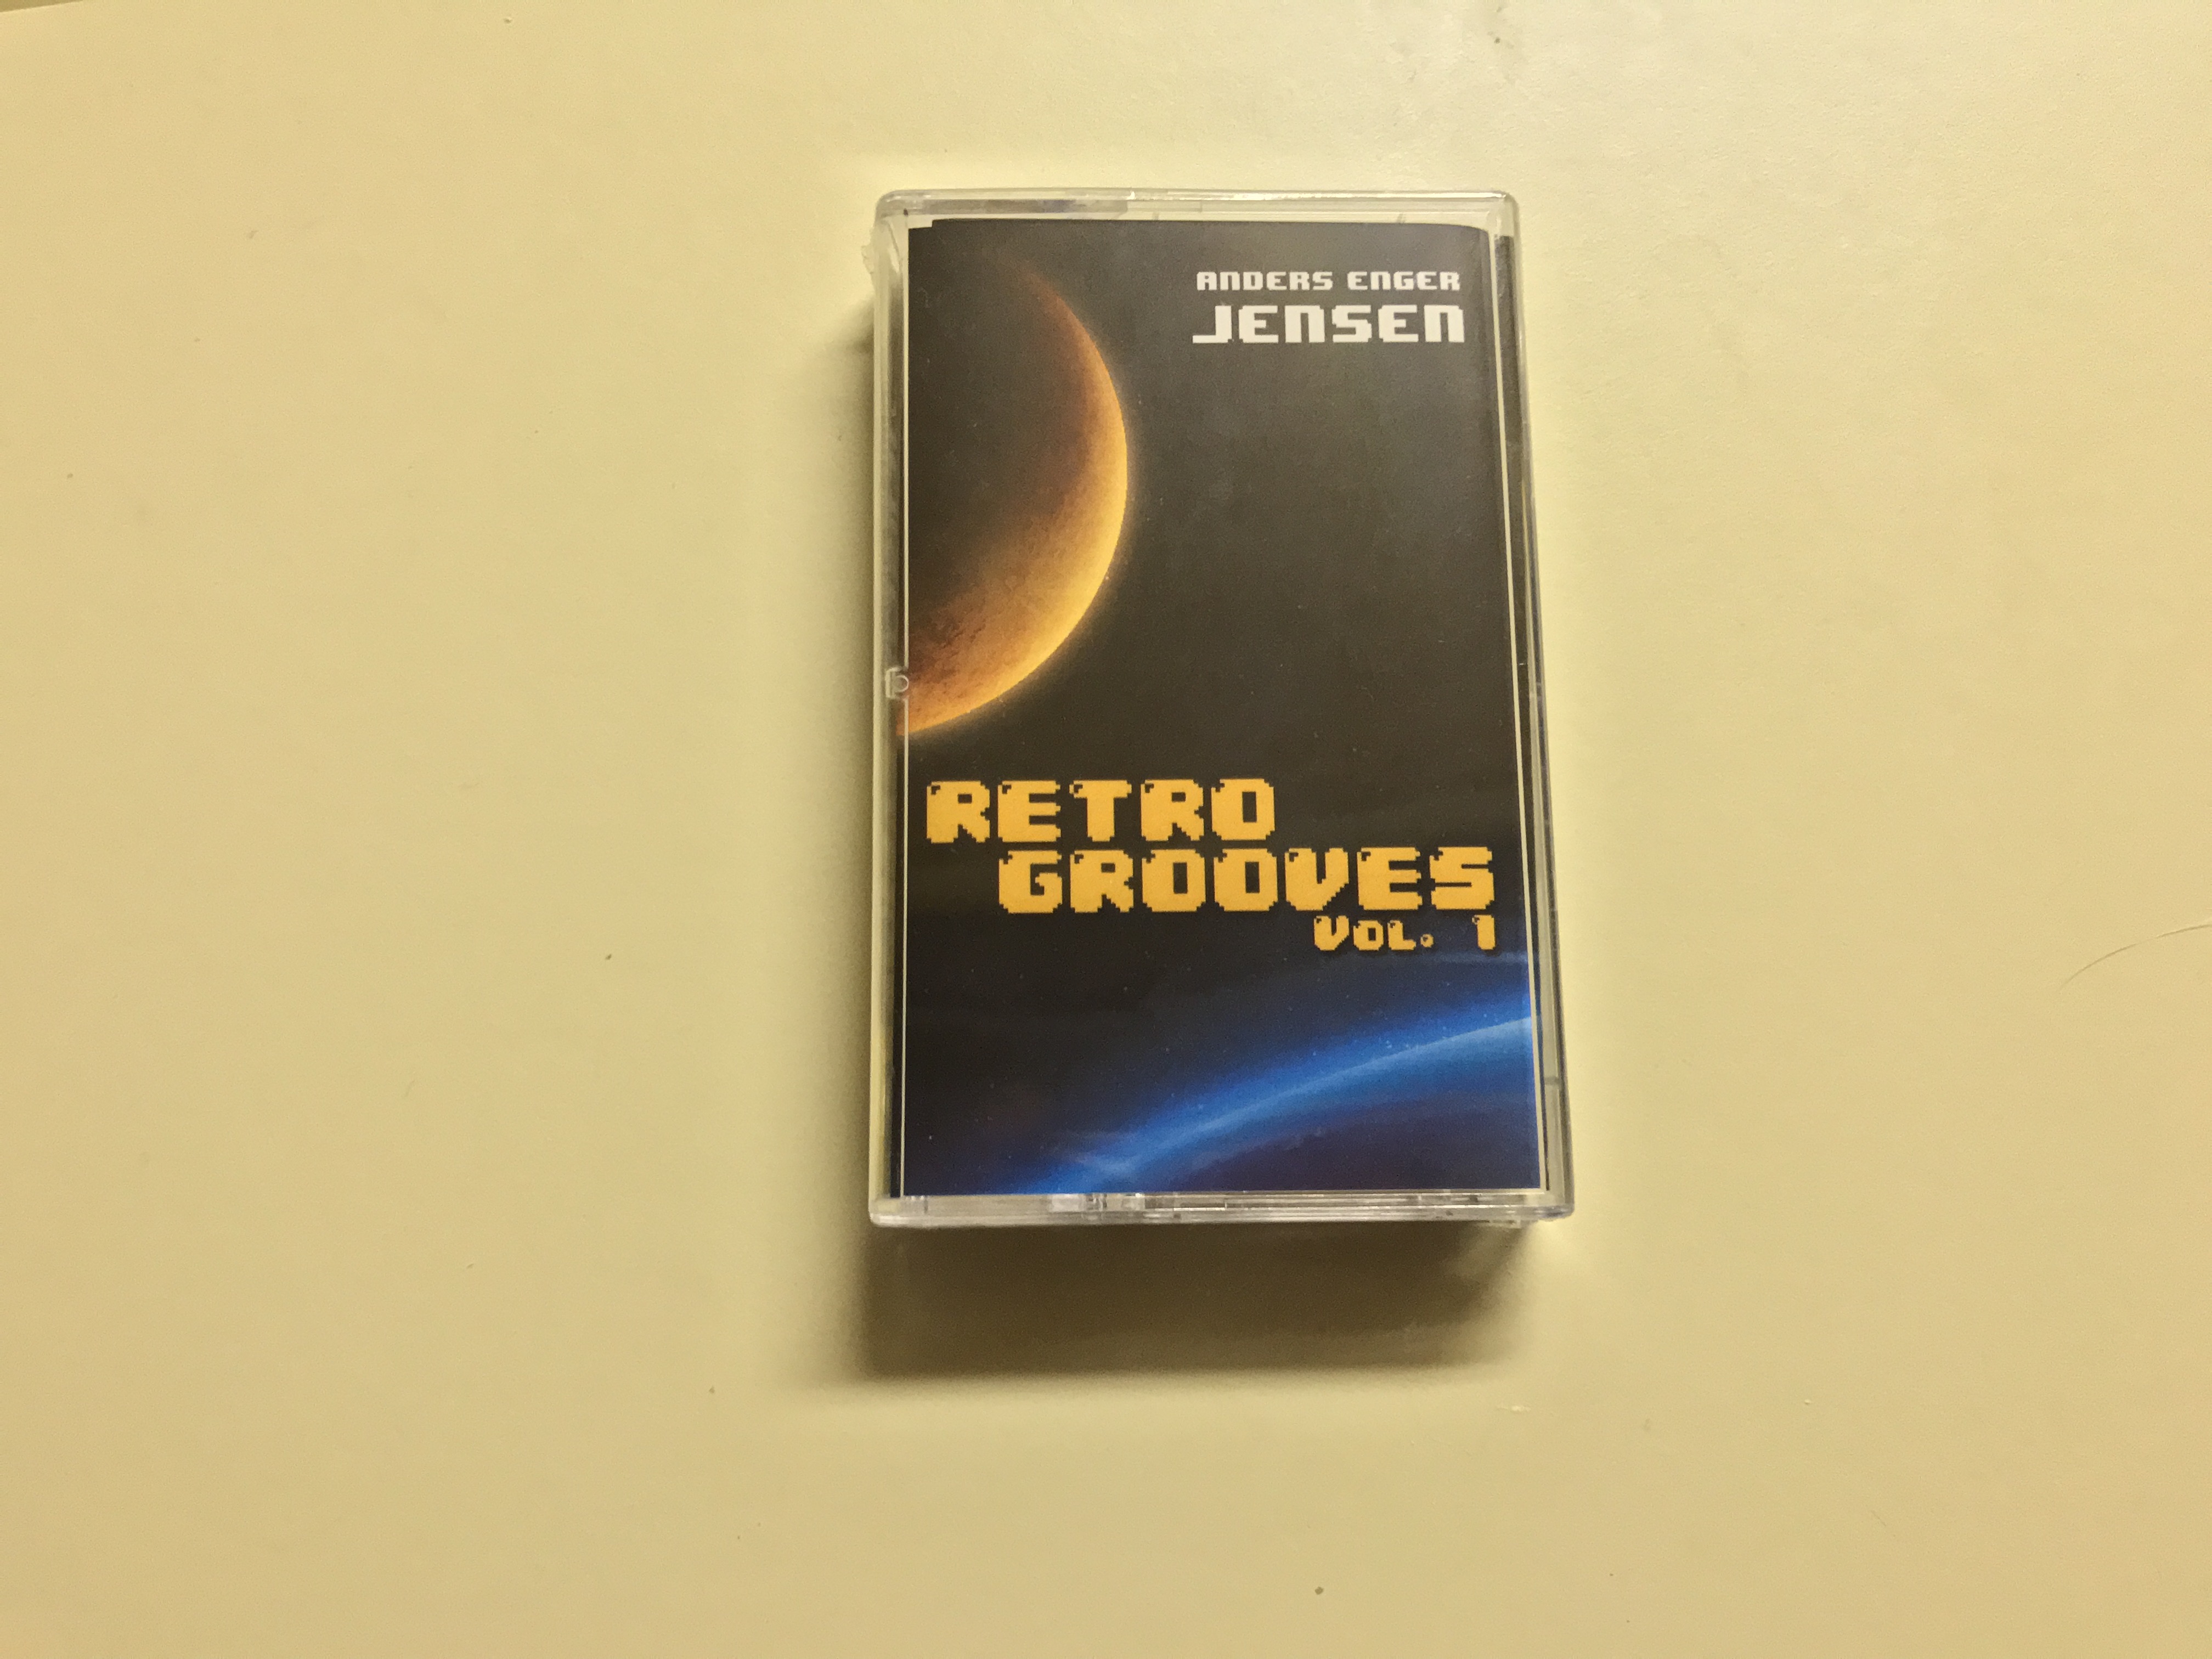 ANDERS ENGER
JENSEN
RETRO
GROOVES
VOL. 1